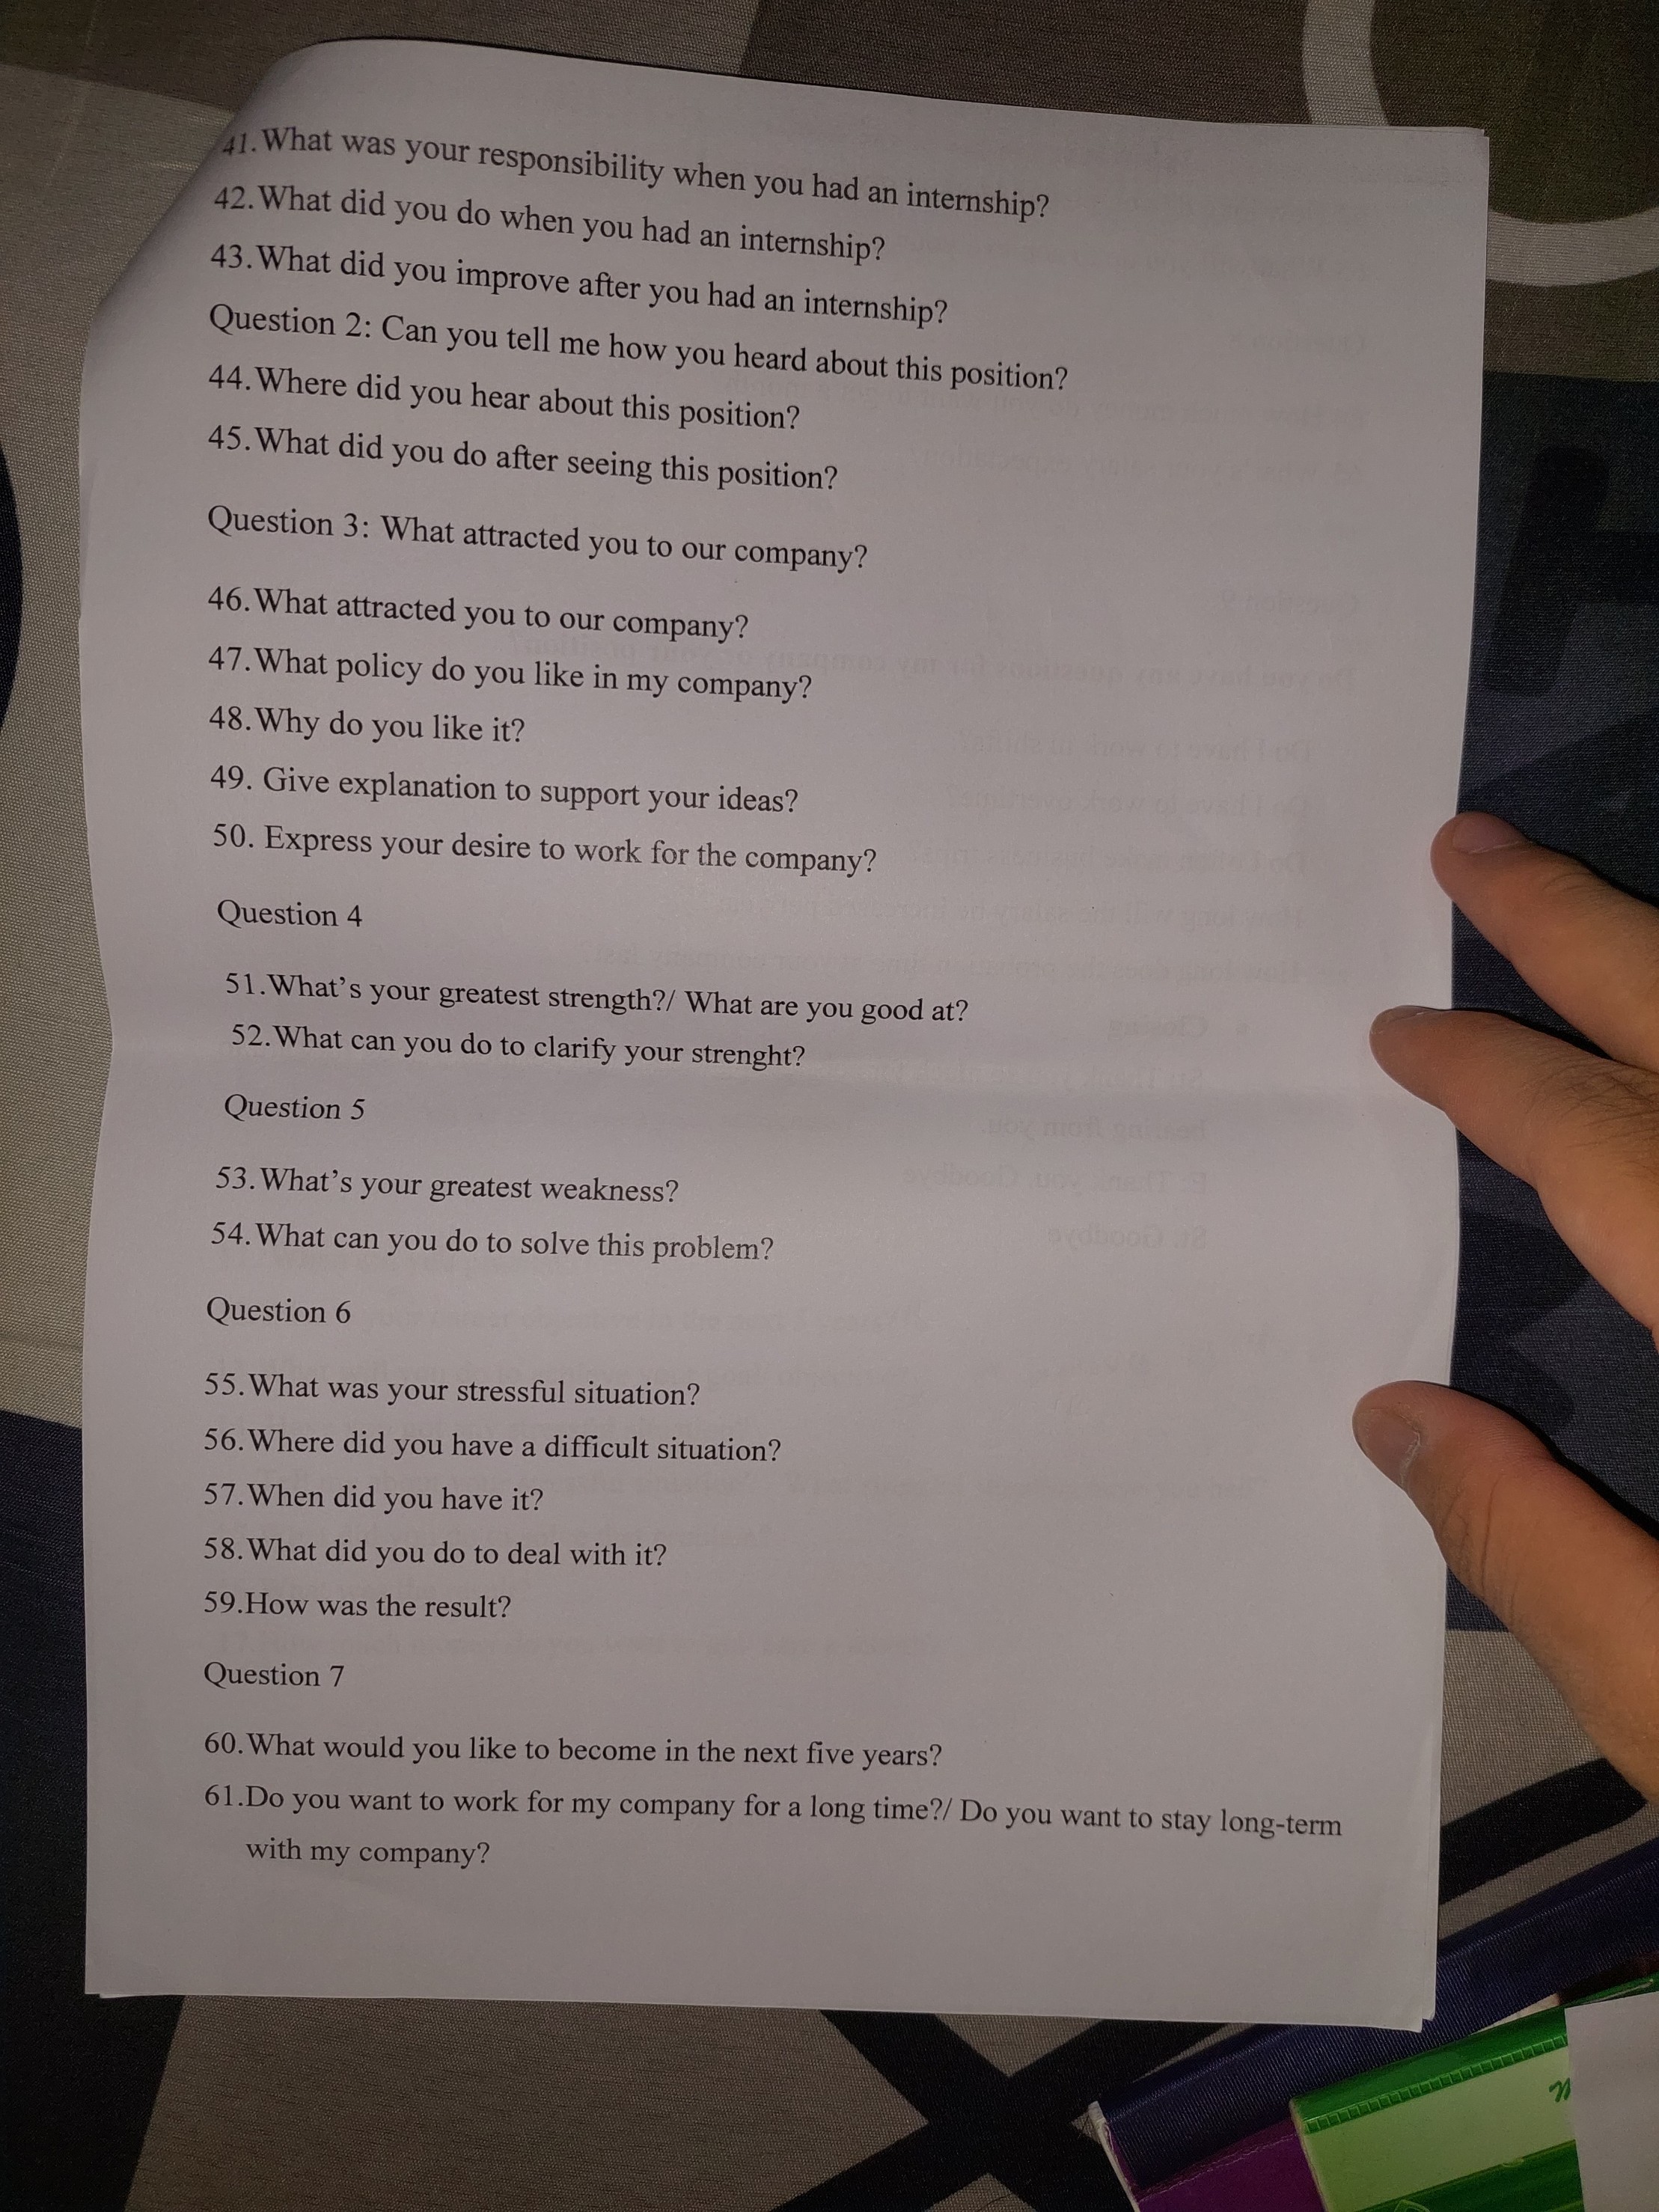 41. What was your responsibility when you had an internship?
42. What did you do when you had an internship?
43. What did you improve after you had an internship?
Question 2: Can you tell me how you heard about this position?
44. Where did you hear about this position?
45. What did you do after seeing this position?
Question 3: What attracted you to our company?
46. What attracted you to our company?
47. What policy do you like in my company?
48. Why do you like it?
49. Give explanation to support your ideas?
50. Express your desire to work for the company?
Question 4
51. What's your greatest strength?/ What are you good at?
52. What can you do to clarify your strenght?
Question 5
53. What's your greatest weakness?
54. What can you do to solve this problem?
Question 6
55. What was your stressful situation?
56. Where did you have a difficult situation?
57. When did you have it?
58. What did you do to deal with it?
59. How was the result?
Question 7
60. What would you like to become in the next five years?
61. Do you want to work for my company for a long time?/ Do you want to stay long-term
with my company?